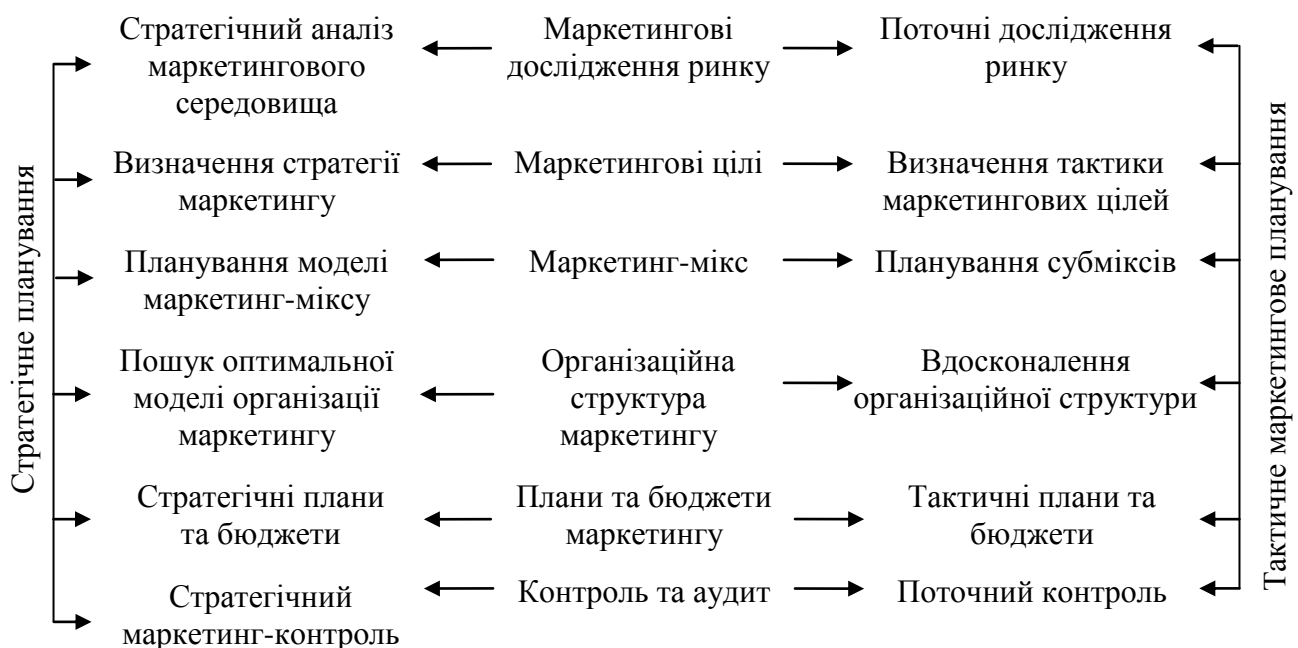 Стратегічне планування
Стратегічний аналіз
маркетингового
середовища
Маркетингові
дослідження ринку
Поточні дослідження
ринку
Визначення стратегії
маркетингу
Маркетингові цілі
Визначення тактики
маркетингових цілей
Планування моделі
маркетинг-міксу
Маркетинг-мікс
Планування субміксів
Пошук оптимальної
моделі організації
маркетингу
Організаційна
структура
маркетингу
Вдосконалення
організаційної структури
Стратегічні плани
та бюджети
Плани та бюджети
маркетингу
Тактичні плани та
бюджети
Стратегічний
маркетинг-контроль
Контроль та аудит
Поточний контроль
Тактичне маркетингове планування